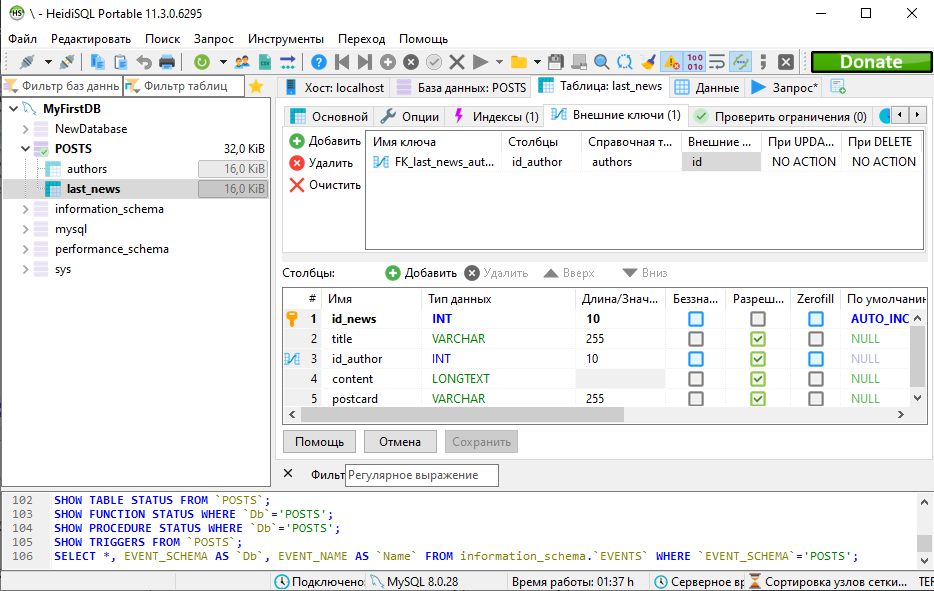 HS \ - HeidiSQL Portable 11.3.0.6295
Файл Редактировать Поиск Запрос Инструменты Переход Помощь
Donate
Фильтр баз данн Фильтр таблиц
Хост: localhost База данных: POSTS Таблица: last_news Данные Запрос*
MyFirstDB
NewDatabase
POSTS 32,0 KiB
authors 16,0 KiB
last_news 16,0 KiB
information_schema
mysql
performance_schema
sys
Основной Опции Индексы (1) Внешние ключи (1) Проверить ограничения (0)
Добавить
Удалить
Очистить
Имя ключа Столбцы Справочная т... Внешние ... При UPDA... При DELETE
FK_last_news_aut... id_author authors id NO ACTION NO ACTION
Столбцы: Добавить Удалить Вверх Вниз
# Имя Тип данных Длина/Знач... Беззна... Разреш... Zerofill По умолчани
1 id_news INT 10 AUTO_INC
2 title VARCHAR 255 NULL
3 id_author INT 10 NULL
4 content LONGTEXT NULL
5 postcard VARCHAR 255 NULL
Помощь Отмена Сохранить
Фильт Регулярное выражение
102 SHOW TABLE STATUS FROM `POSTS`;
103 SHOW FUNCTION STATUS WHERE `Db`='POSTS';
104 SHOW PROCEDURE STATUS WHERE `Db`='POSTS';
105 SHOW TRIGGERS FROM `POSTS`;
106 SELECT *, EVENT_SCHEMA AS `Db`, EVENT_NAME AS `Name` FROM information_schema.`EVENTS` WHERE `EVENT_SCHEMA`='POSTS';
Подключено: MySQL 8.0.28 Время работы: 01:37 h Серверное вр Сортировка узлов сетки... ТЕР